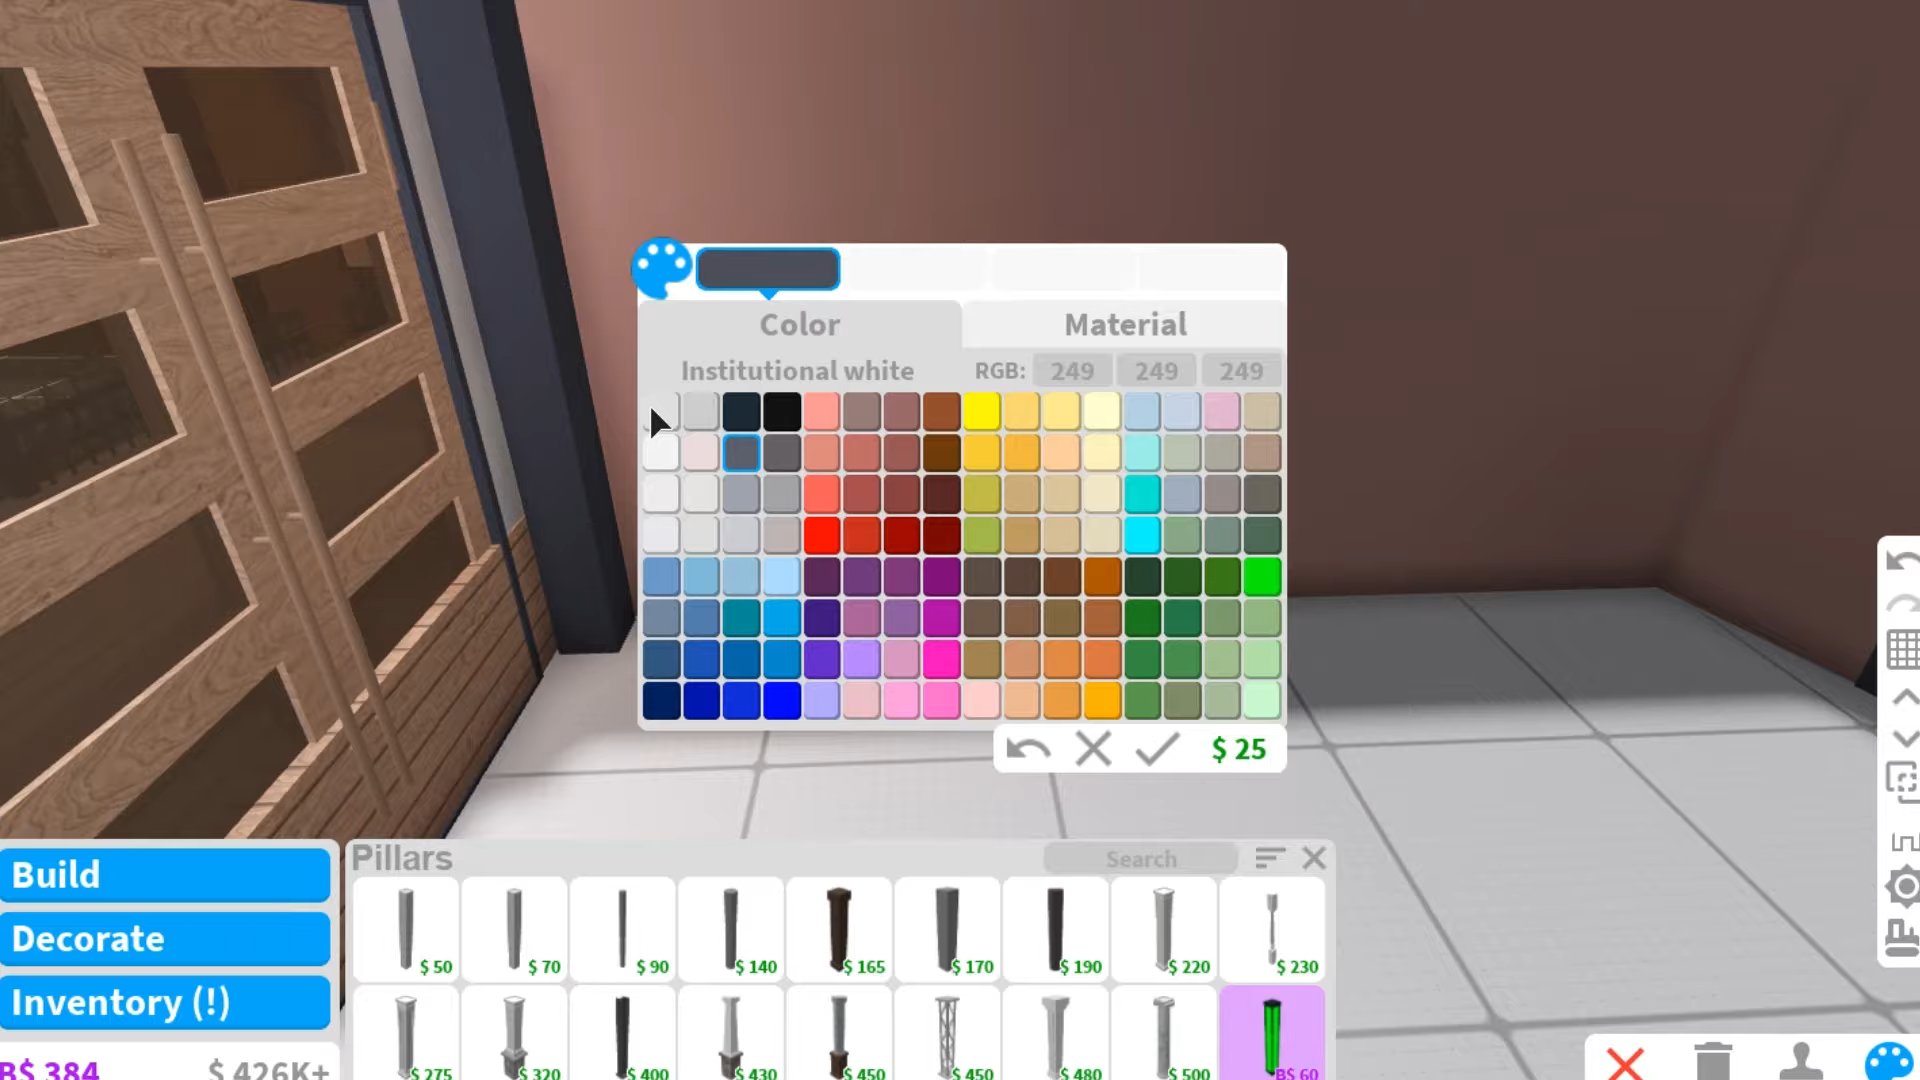 Color
Material
Institutional white
RGB: 249 249 249
$ 25
Build
Decorate
Inventory (!)
B$ 384
$ 426K+
Pillars
Search
$ 50
$ 70
$ 90
$ 140
$ 165
$ 170
$ 190
$ 220
$ 230
$ 275
$ 320
$ 400
$ 430
$ 450
$ 450
$ 480
$ 500
B$ 60